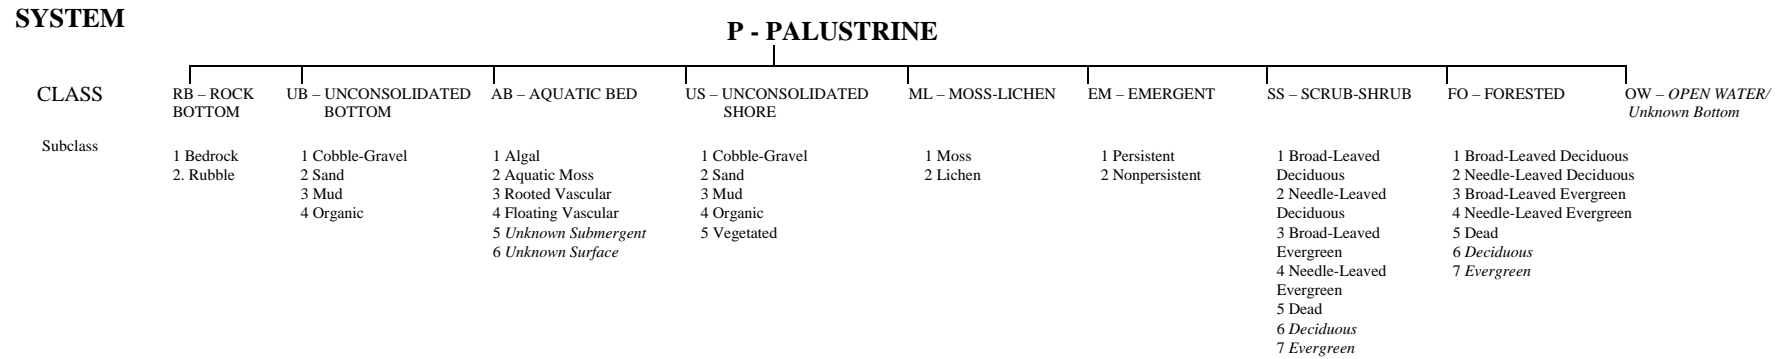 SYSTEM
P - PALUSTRINE
CLASS
RB – ROCK
BOTTOM
UB – UNCONSOLIDATED
BOTTOM
AB – AQUATIC BED
US – UNCONSOLIDATED
SHORE
ML – MOSS-LICHEN
EM – EMERGENT
SS – SCRUB-SHRUB
FO – FORESTED
OW – OPEN WATER/
Unknown Bottom
Subclass
1 Bedrock
2. Rubble
1 Cobble-Gravel
2 Sand
3 Mud
4 Organic
1 Algal
2 Aquatic Moss
3 Rooted Vascular
4 Floating Vascular
5 Unknown Submergent
6 Unknown Surface
1 Cobble-Gravel
2 Sand
3 Mud
4 Organic
5 Vegetated
1 Moss
2 Lichen
1 Persistent
2 Nonpersistent
1 Broad-Leaved
Deciduous
2 Needle-Leaved
Deciduous
3 Broad-Leaved
Evergreen
4 Needle-Leaved
Evergreen
5 Dead
6 Deciduous
7 Evergreen
1 Broad-Leaved Deciduous
2 Needle-Leaved Deciduous
3 Broad-Leaved Evergreen
4 Needle-Leaved Evergreen
5 Dead
6 Deciduous
7 Evergreen